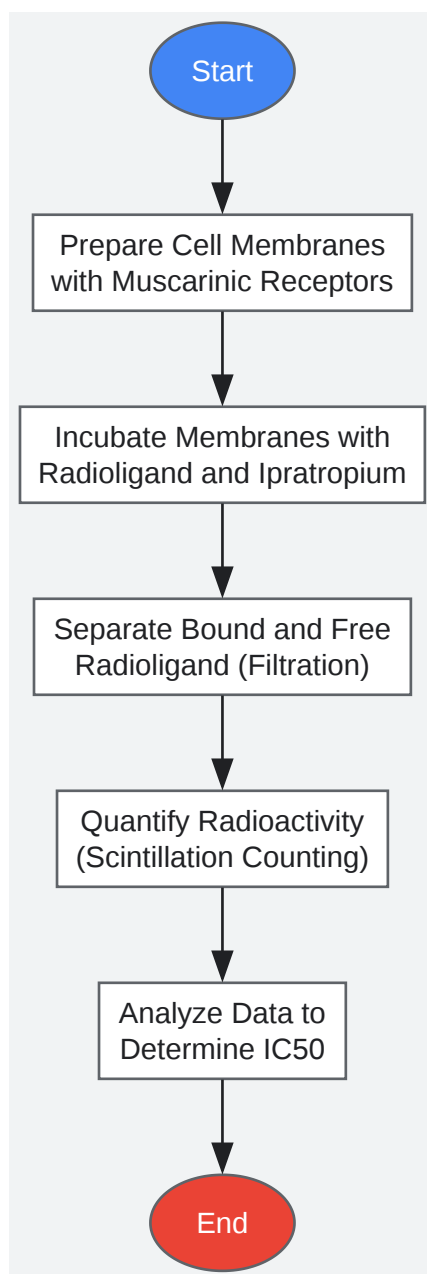 Start
Prepare Cell Membranes
with Muscarinic Receptors
Incubate Membranes with
Radioligand and Ipratropium
Separate Bound and Free
Radioligand (Filtration)
Quantify Radioactivity
(Scintillation Counting)
Analyze Data to
Determine IC50
End